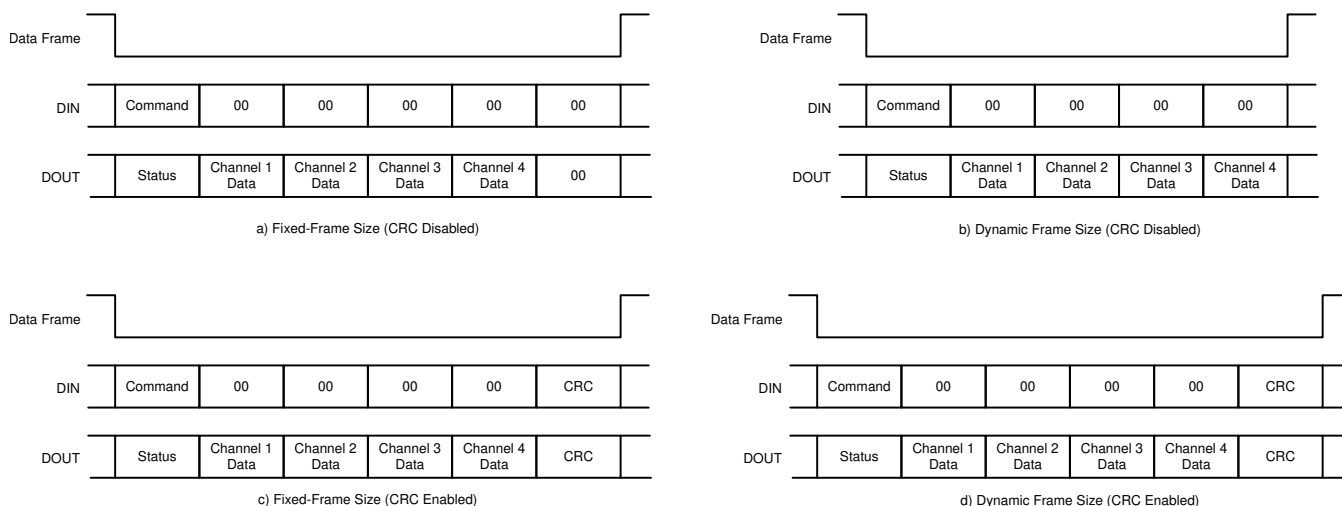 Data Frame
DIN Command 00 00 00 00 00
DOUT Status Channel 1 Data Channel 2 Data Channel 3 Data Channel 4 Data 00
a) Fixed-Frame Size (CRC Disabled)
Data Frame
DIN Command 00 00 00 00
DOUT Status Channel 1 Data Channel 2 Data Channel 3 Data Channel 4 Data
b) Dynamic Frame Size (CRC Disabled)
Data Frame
DIN Command 00 00 00 00 CRC
DOUT Status Channel 1 Data Channel 2 Data Channel 3 Data Channel 4 Data CRC
c) Fixed-Frame Size (CRC Enabled)
Data Frame
DIN Command 00 00 00 00 CRC
DOUT Status Channel 1 Data Channel 2 Data Channel 3 Data Channel 4 Data CRC
d) Dynamic Frame Size (CRC Enabled)